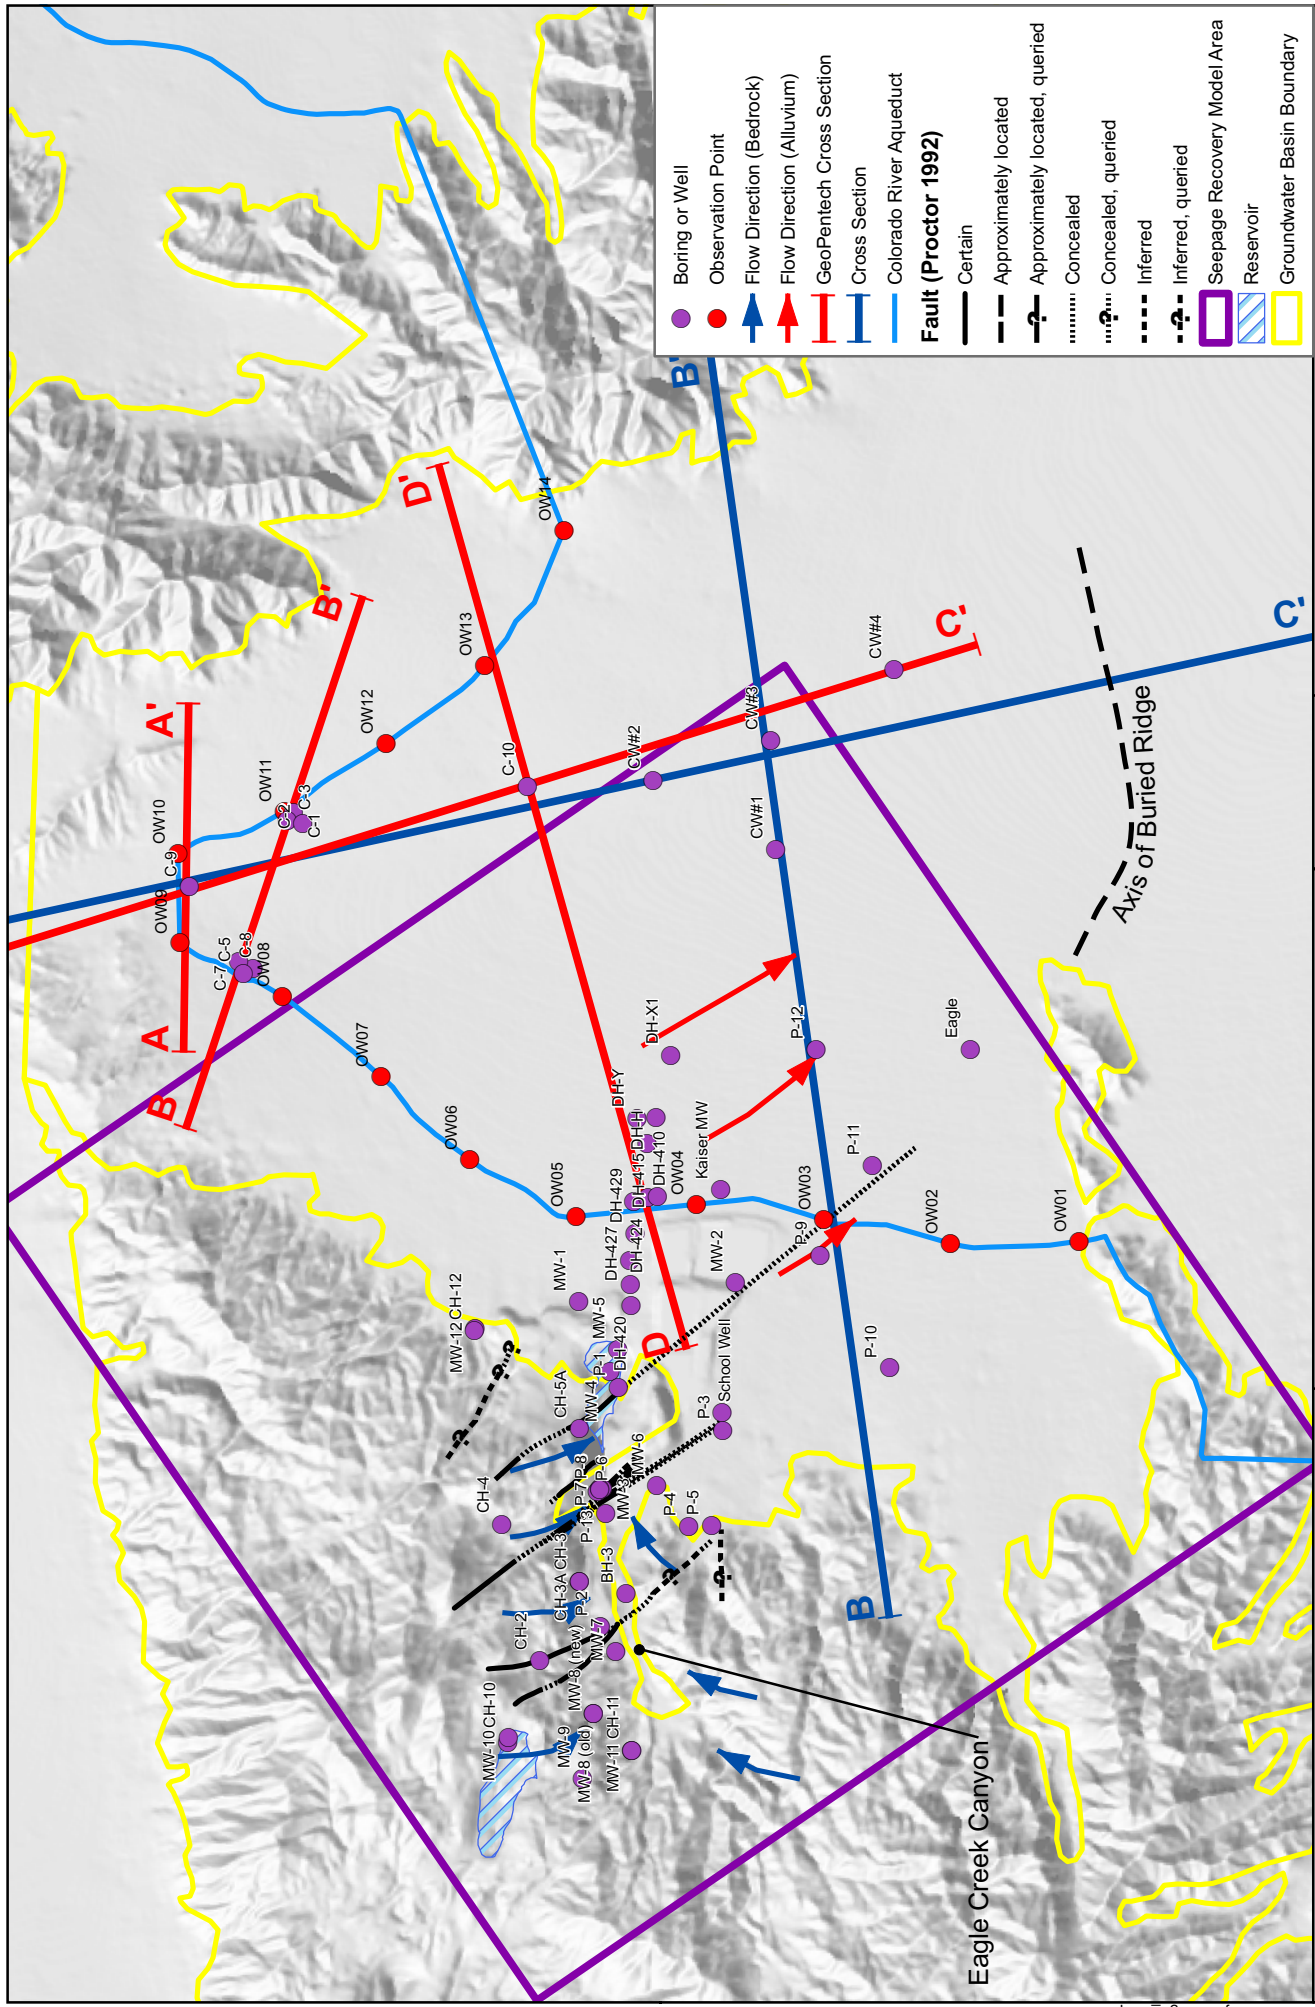 Boring or Well
Observation Point
Flow Direction (Bedrock)
Flow Direction (Alluvium)
GeoPentech Cross Section
Cross Section
Colorado River Aqueduct
Fault (Proctor 1992)
Certain
Approximately located
Approximately located, queried
Concealed
Concealed, queried
Inferred
Inferred, queried
Seepage Recovery Model Area
Reservoir
Groundwater Basin Boundary
A
A'
B
B'
C'
D
D'
B
B'
C'
OW01
OW02
OW03
OW04
OW05
OW06
OW07
OW08
OW09
OW10
OW11
OW12
OW13
OW14
C-1
C-2
C-3
C-5
C-7
C-8
C-9
C-10
CW#1
CW#2
CW#3
CW#4
DH-X1
DH-Y
DH-H
DH-410
DH-415
DH-429
DH-424
DH-427
DH-420
Kaiser MW
Eagle
P-12
P-11
P-10
P-9
MW-2
MW-1
MW-5
P-1
MW-4
CH-5A
School Well
P-3
MW-12
CH-12
CH-4
P-8
P-7
P-6
MW-6
MW-3
P-13
P-4
P-5
BH-3
CH-3
CH-3A
P-2
CH-2
MW-7
MW-8 (new)
MW-10
CH-10
MW-9
MW-8 (old)
MW-11
CH-11
Eagle Creek Canyon
Axis of Buried Ridge